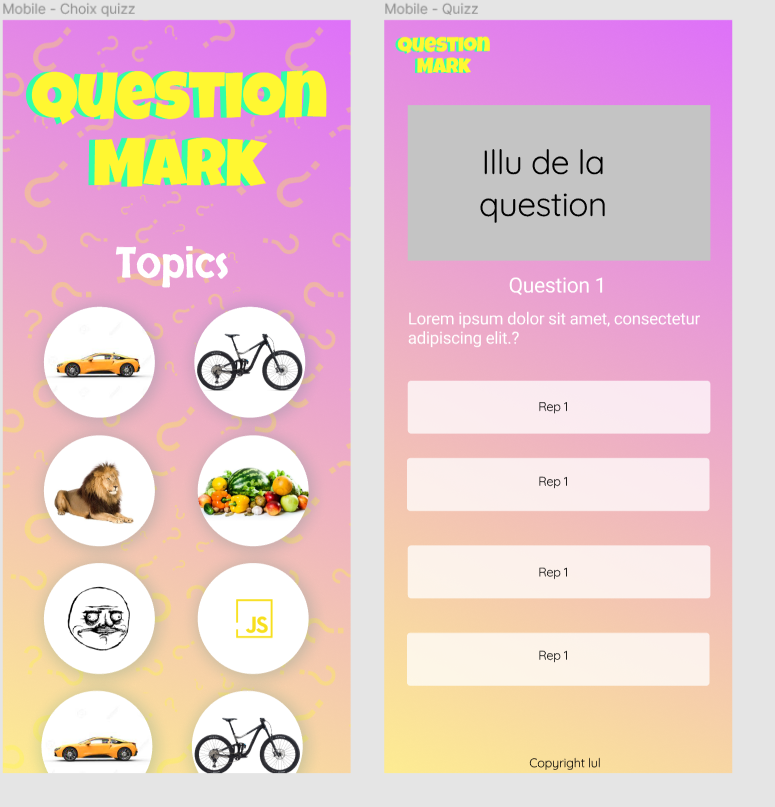 Mobile - Choix quizz
QUESTION
MARK
Topics
JS
Mobile - Quizz
QUESTION
MARK
Illu de la
question
Question 1
Lorem ipsum dolor sit amet, consectetur
adipiscing elit.?
Rep 1
Rep 1
Rep 1
Rep 1
Copyright lul